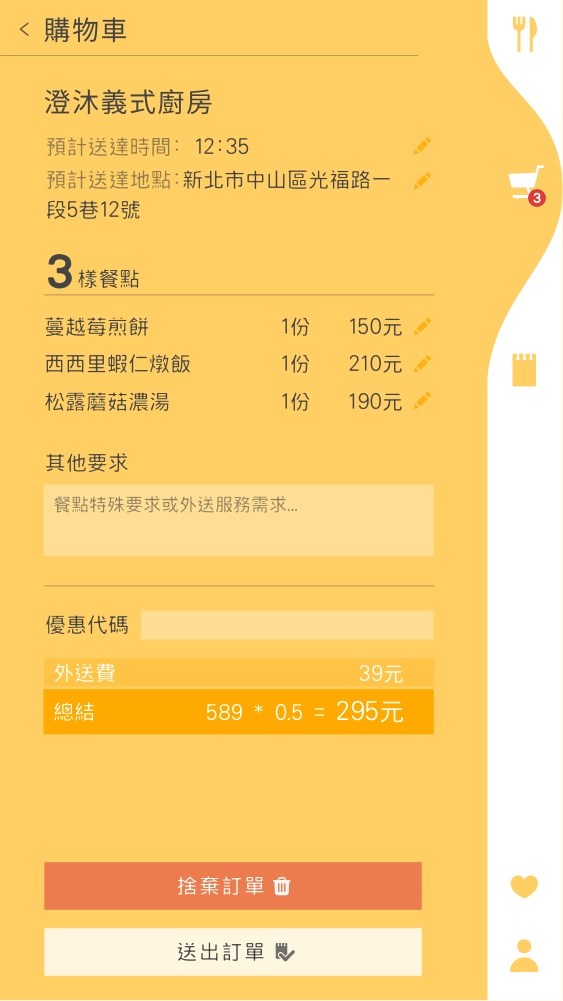 購物車
澄沐義式廚房
預計送達時間： 12:35
預計送達地點:新北市中山區光福路一
段5巷12號
3
3樣餐點
蔓越莓煎餅 1份 150元
西西里蝦仁燉飯 1份 210元
松露蘑菇濃湯 1份 190元
其他要求
餐點特殊要求或外送服務需求...
優惠代碼
外送費 39元
總結 589 * 0.5 = 295元
捨棄訂單
送出訂單